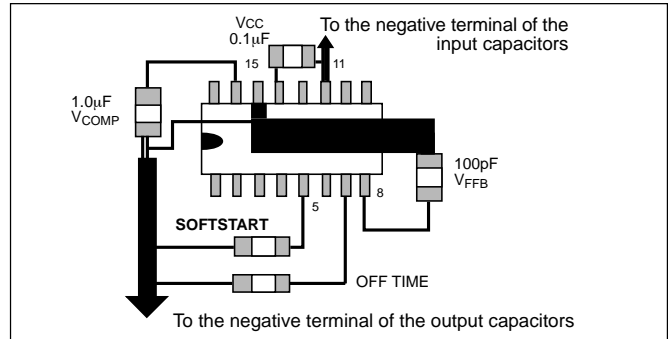 To the negative terminal of the
input capacitors
VCC
0.1μF
15
11
1.0μF
VCOMP
100pF
VFFB
5
8
SOFTSTART
OFF TIME
To the negative terminal of the output capacitors